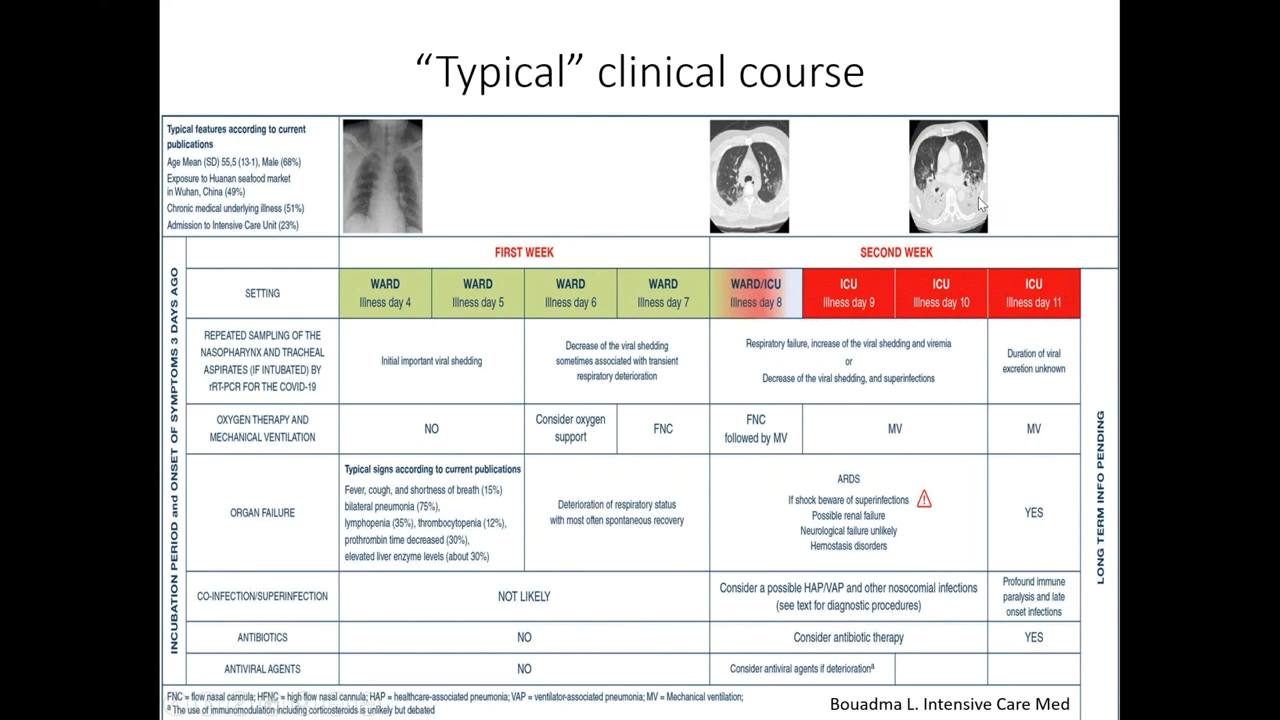 “Typical” clinical course
Typical features according to current
publications
Age Mean (SD) 55,5 (13·1), Male (68%)
Exposure to Huanan seafood market
in Wuhan, China (49%)
Chronic medical underlying illness (51%)
Admission to Intensive Care Unit (23%)
INCUBATION PERIOD and ONSET OF SYMPTOMS 3 DAYS AGO
FIRST WEEK
SECOND WEEK
SETTING
WARD
Illness day 4
WARD
Illness day 5
WARD
Illness day 6
WARD
Illness day 7
WARD/ICU
Illness day 8
ICU
Illness day 9
ICU
Illness day 10
ICU
Illness day 11
REPEATED SAMPLING OF THE
NASOPHARYNX AND TRACHEAL
ASPIRATES (IF INTUBATED) BY
rRT-PCR FOR THE COVID-19
Initial important viral shedding
Decrease of the viral shedding
sometimes associated with transient
respiratory deterioration
Respiratory failure, increase of the viral shedding and viremia
or
Decrease of the viral shedding, and superinfections
Duration of viral
excretion unknown
OXYGEN THERAPY AND
MECHANICAL VENTILATION
NO
Consider oxygen
support
FNC
FNC
followed by MV
MV
MV
ORGAN FAILURE
Typical signs according to current publications
Fever, cough, and shortness of breath (15%)
bilateral pneumonia (75%),
lymphopenia (35%), thrombocytopenia (12%),
prothrombin time decreased (30%),
elevated liver enzyme levels (about 30%)
Deterioration of respiratory status
with most often spontaneous recovery
ARDS
If shock beware of superinfections
Possible renal failure
Neurological failure unlikely
Hemostasis disorders
YES
CO-INFECTION/SUPERINFECTION
NOT LIKELY
Consider a possible HAP/VAP and other nosocomial infections
(see text for diagnostic procedures)
Profound immune
paralysis and late
onset infections
ANTIBIOTICS
NO
Consider antibiotic therapy
YES
ANTIVIRAL AGENTS
NO
Consider antiviral agents if deteriorationª
LONG TERM INFO PENDING
FNC = flow nasal cannula; HFNC = high flow nasal cannula; HAP = healthcare-associated pneumonia; VAP = ventilator-associated pneumonia; MV = Mechanical ventilation;
ª The use of immunomodulation including corticosteroids is unlikely but debated
Bouadma L. Intensive Care Med